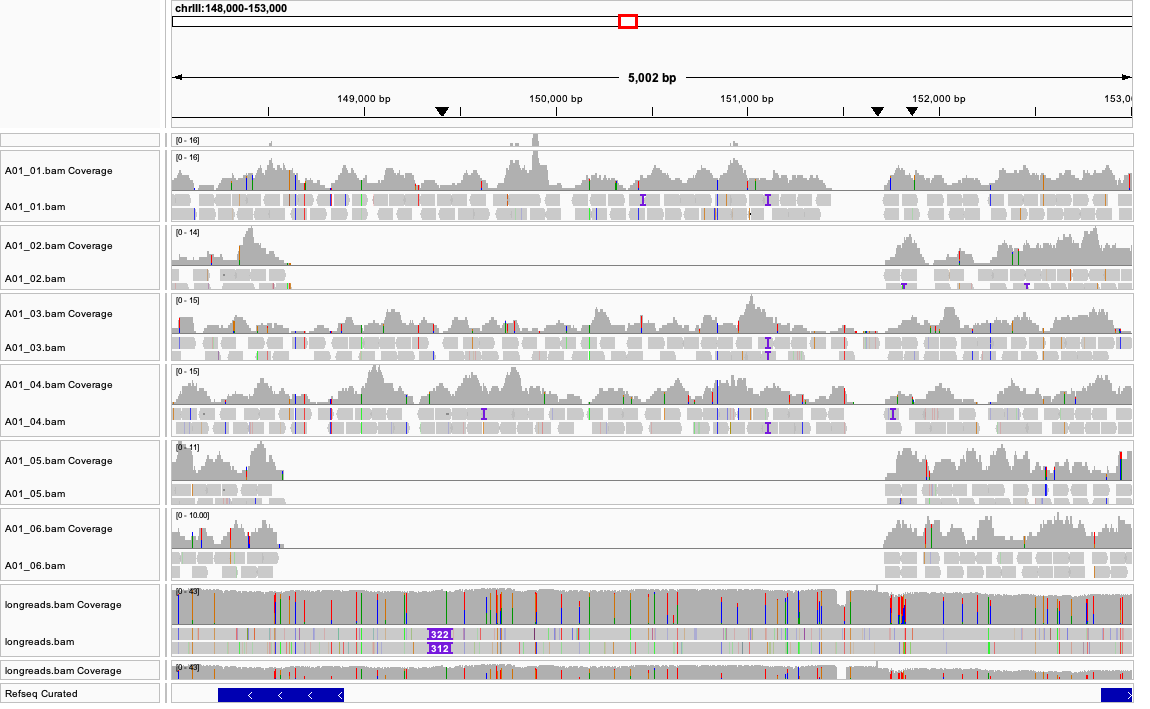 chrIII:148,000-153,000
5,002 bp
149,000 bp 150,000 bp 151,000 bp 152,000 bp 153,0
[0 - 16]
[0 - 16]
A01_01.bam Coverage
A01_01.bam
[0 - 14]
A01_02.bam Coverage
A01_02.bam
[0 - 15]
A01_03.bam Coverage
A01_03.bam
[0 - 15]
A01_04.bam Coverage
A01_04.bam
[0 - 11]
A01_05.bam Coverage
A01_05.bam
[0 - 10.00]
A01_06.bam Coverage
A01_06.bam
[0 - 43]
longreads.bam Coverage
322
longreads.bam
312
[0 - 43]
longreads.bam Coverage
Refseq Curated